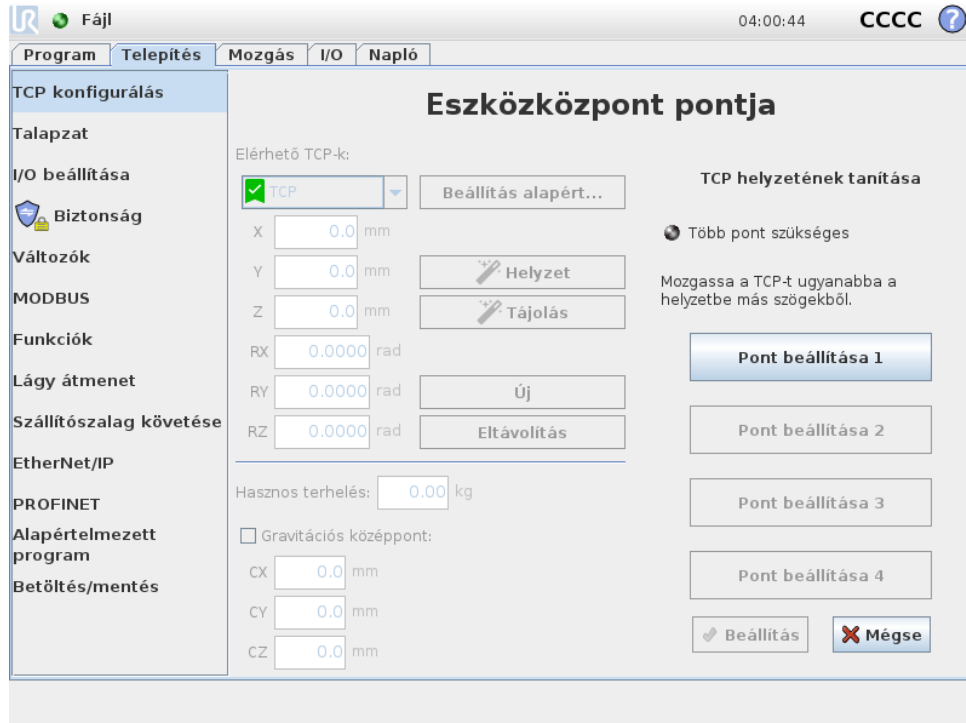 UR Fájl 04:00:44 CCCC ?
Program Telepítés Mozgás I/O Napló
TCP konfigurálás
Talapzat
I/O beállítása
Biztonság
Változók
MODBUS
Funkciók
Lágy átmenet
Szállítószalag követése
EtherNet/IP
PROFINET
Alapértelmezett
program
Betöltés/mentés
Eszközközpont pontja
Elérhető TCP-k:
TCP Beállítás alapért...
X 0.0 mm
Y 0.0 mm Helyzet
Z 0.0 mm Tájolás
RX 0.0000 rad
RY 0.0000 rad Új
RZ 0.0000 rad Eltávolítás
Hasznos terhelés: 0.00 kg
Gravitációs középpont:
CX 0.0 mm
CY 0.0 mm
CZ 0.0 mm
TCP helyzetének tanítása
Több pont szükséges
Mozgassa a TCP-t ugyanabba a
helyzetbe más szögekből.
Pont beállítása 1
Pont beállítása 2
Pont beállítása 3
Pont beállítása 4
Beállítás Mégse